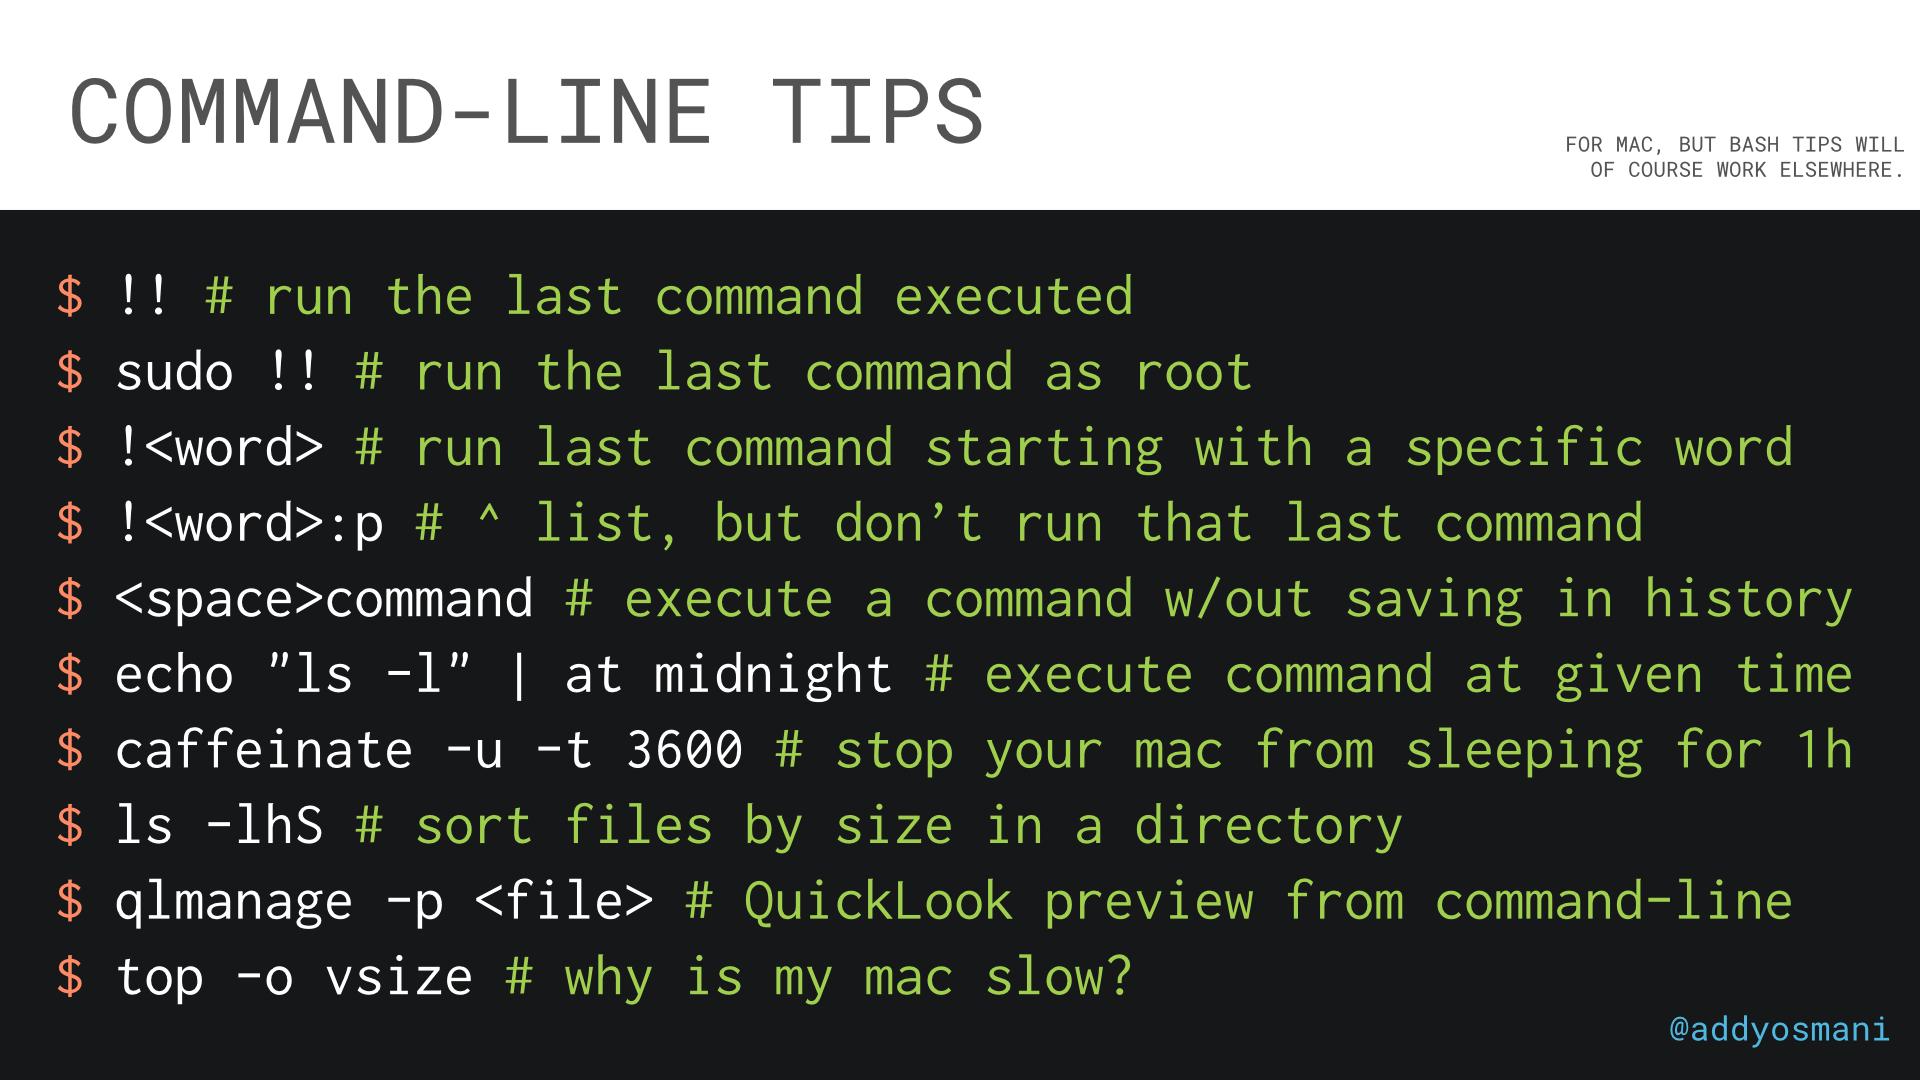 COMMAND-LINE TIPS
FOR MAC, BUT BASH TIPS WILL
OF COURSE WORK ELSEWHERE.
$ !! # run the last command executed
$ sudo !! # run the last command as root
$ !<word> # run last command starting with a specific word
$ !<word>:p # ^ list, but don’t run that last command
$ <space>command # execute a command w/out saving in history
$ echo "ls -l" | at midnight # execute command at given time
$ caffeinate -u -t 3600 # stop your mac from sleeping for 1h
$ ls -lhS # sort files by size in a directory
$ qlmanage -p <file> # QuickLook preview from command-line
$ top -o vsize # why is my mac slow?
@addyosmani